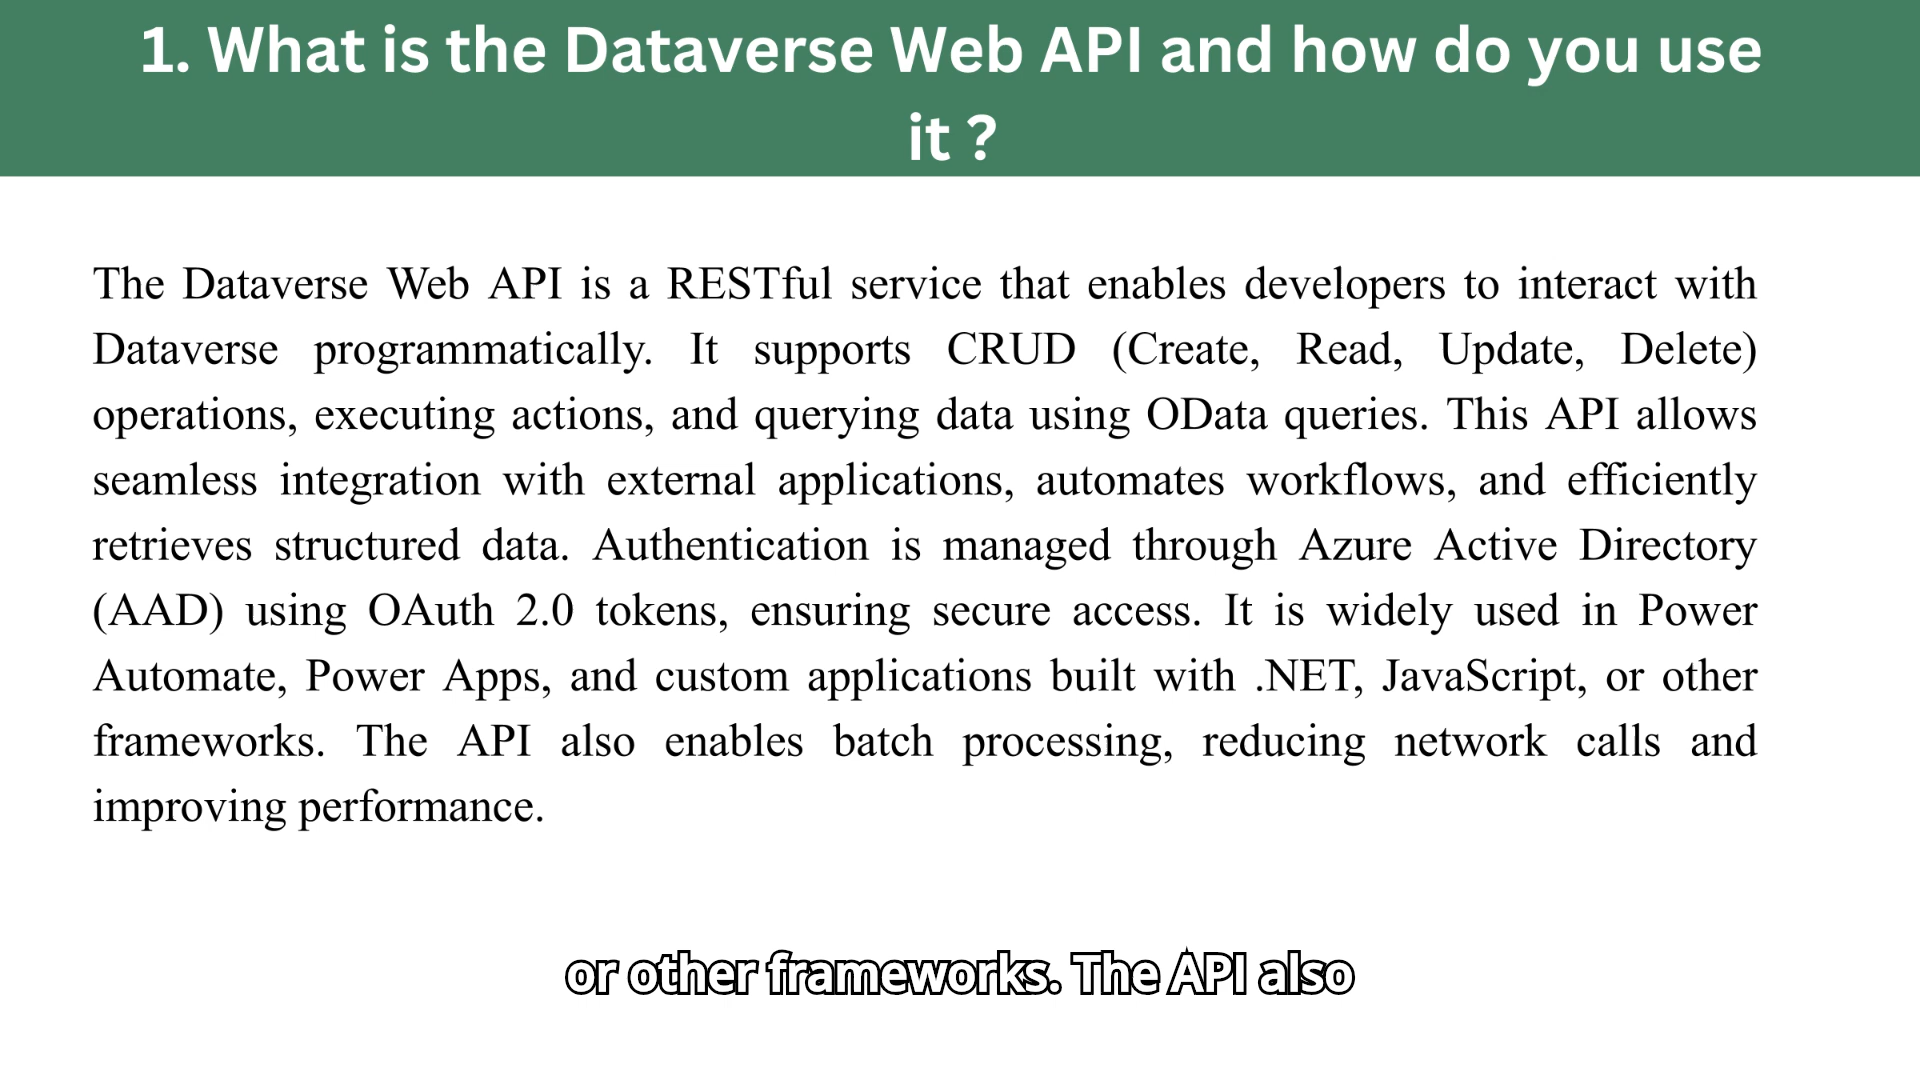 1. What is the Dataverse Web API and how do you use
it ?
The Dataverse Web API is a RESTful service that enables developers to interact with
Dataverse programmatically. It supports CRUD (Create, Read, Update, Delete)
operations, executing actions, and querying data using OData queries. This API allows
seamless integration with external applications, automates workflows, and efficiently
retrieves structured data. Authentication is managed through Azure Active Directory
(AAD) using OAuth 2.0 tokens, ensuring secure access. It is widely used in Power
Automate, Power Apps, and custom applications built with .NET, JavaScript, or other
frameworks. The API also enables batch processing, reducing network calls and
improving performance.
or other frameworks. The API also